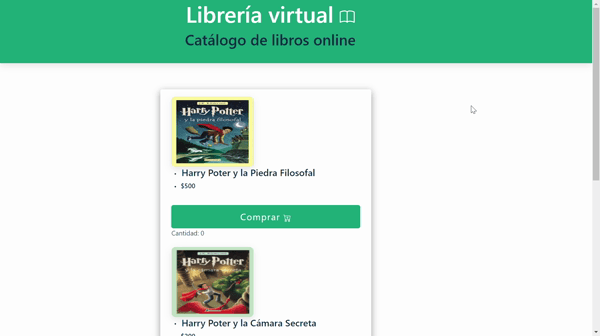 Librería virtual
Catálogo de libros online
Harry Potter
y la piedra filosofal
Harry Poter y la Piedra Filosofal
$500
Comprar
Cantidad: 0
Harry Potter
y la cámara secreta
Harry Poter y la Cámara Secreta